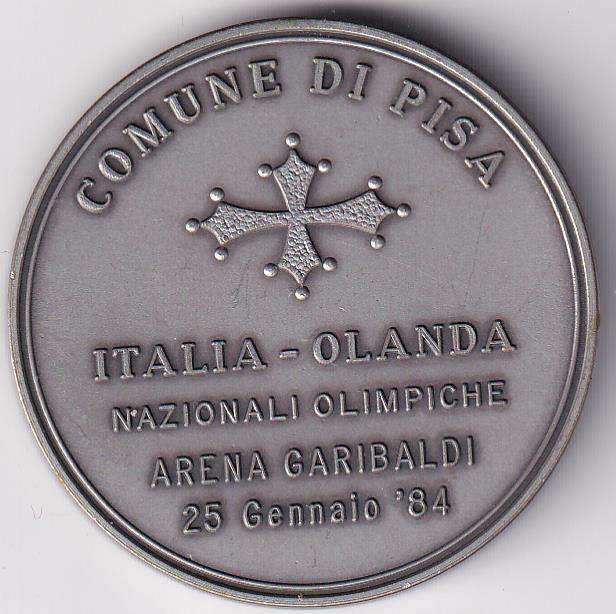 COMUNE DI PISA
ITALIA - OLANDA
NAZIONALI OLIMPICHE
ARENA GARIBALDI
25 Gennaio '84